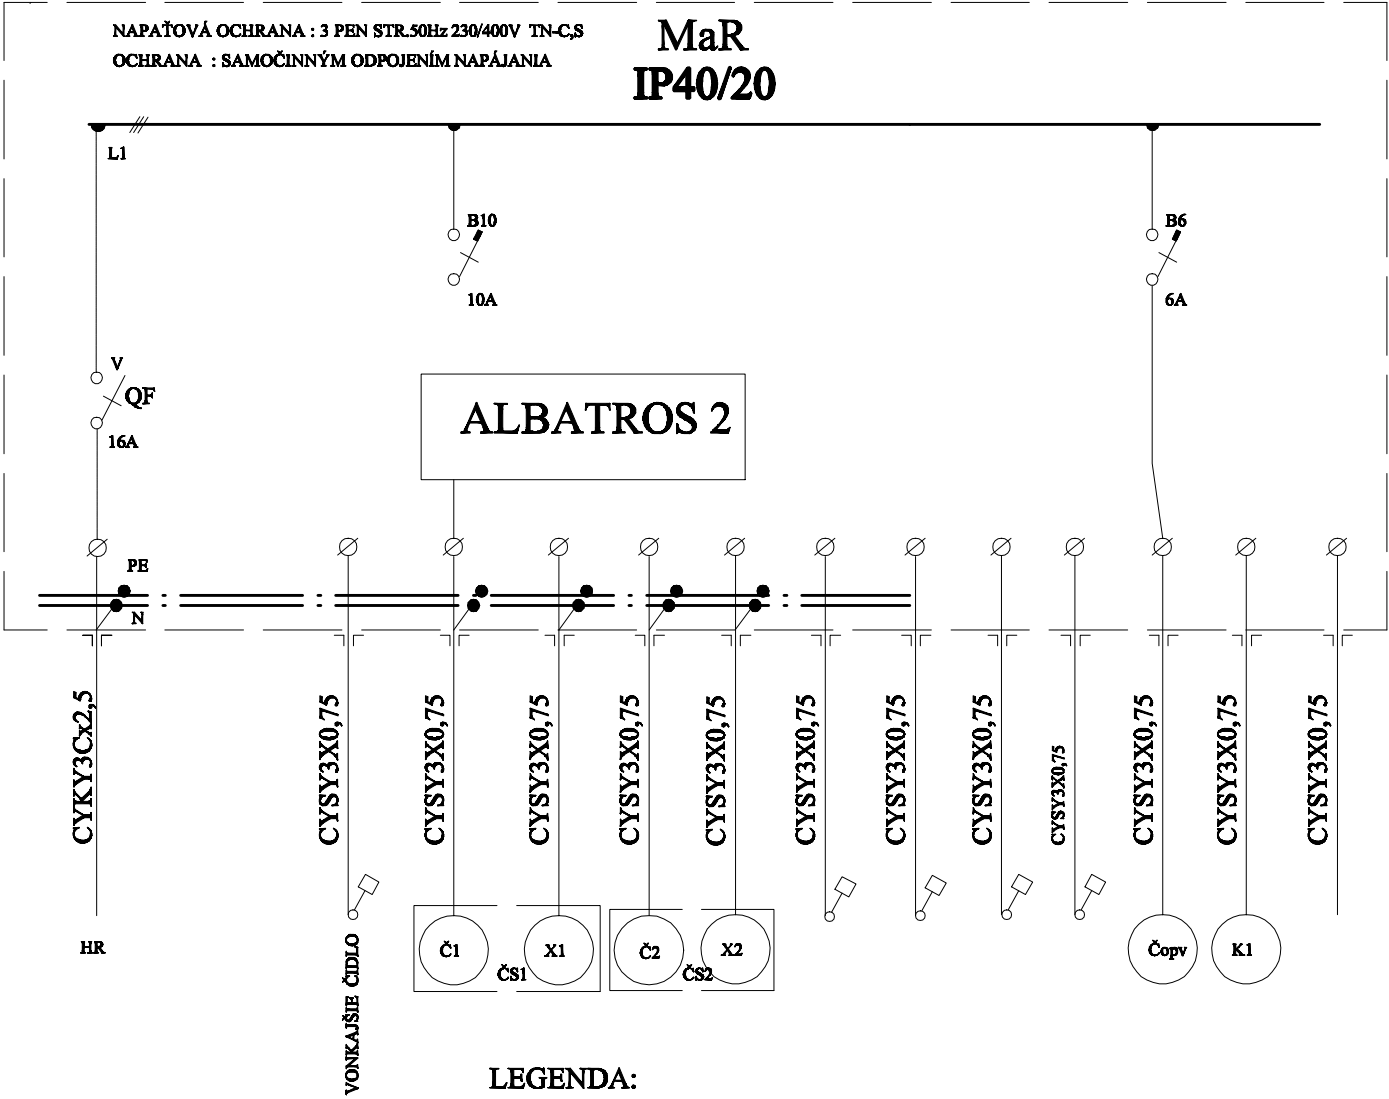 NAPAŤOVÁ OCHRANA : 3 PEN STR.50Hz 230/400V TN-C,S
OCHRANA : SAMOČINNÝM ODPOJENÍM NAPÁJANIA
MaR
IP40/20
L1
B10
10A
B6
6A
V
QF
16A
ALBATROS 2
PE
N
CYKY3Cx2,5
CYSY3X0,75
CYSY3X0,75
CYSY3X0,75
CYSY3X0,75
CYSY3X0,75
CYSY3X0,75
CYSY3X0,75
CYSY3X0,75
CYSY3X0,75
CYSY3X0,75
CYSY3X0,75
CYSY3X0,75
HR
VONKAJŠIE ČIDLO
Č1
X1
ČS1
Č2
X2
ČS2
Čopv
K1
LEGENDA: